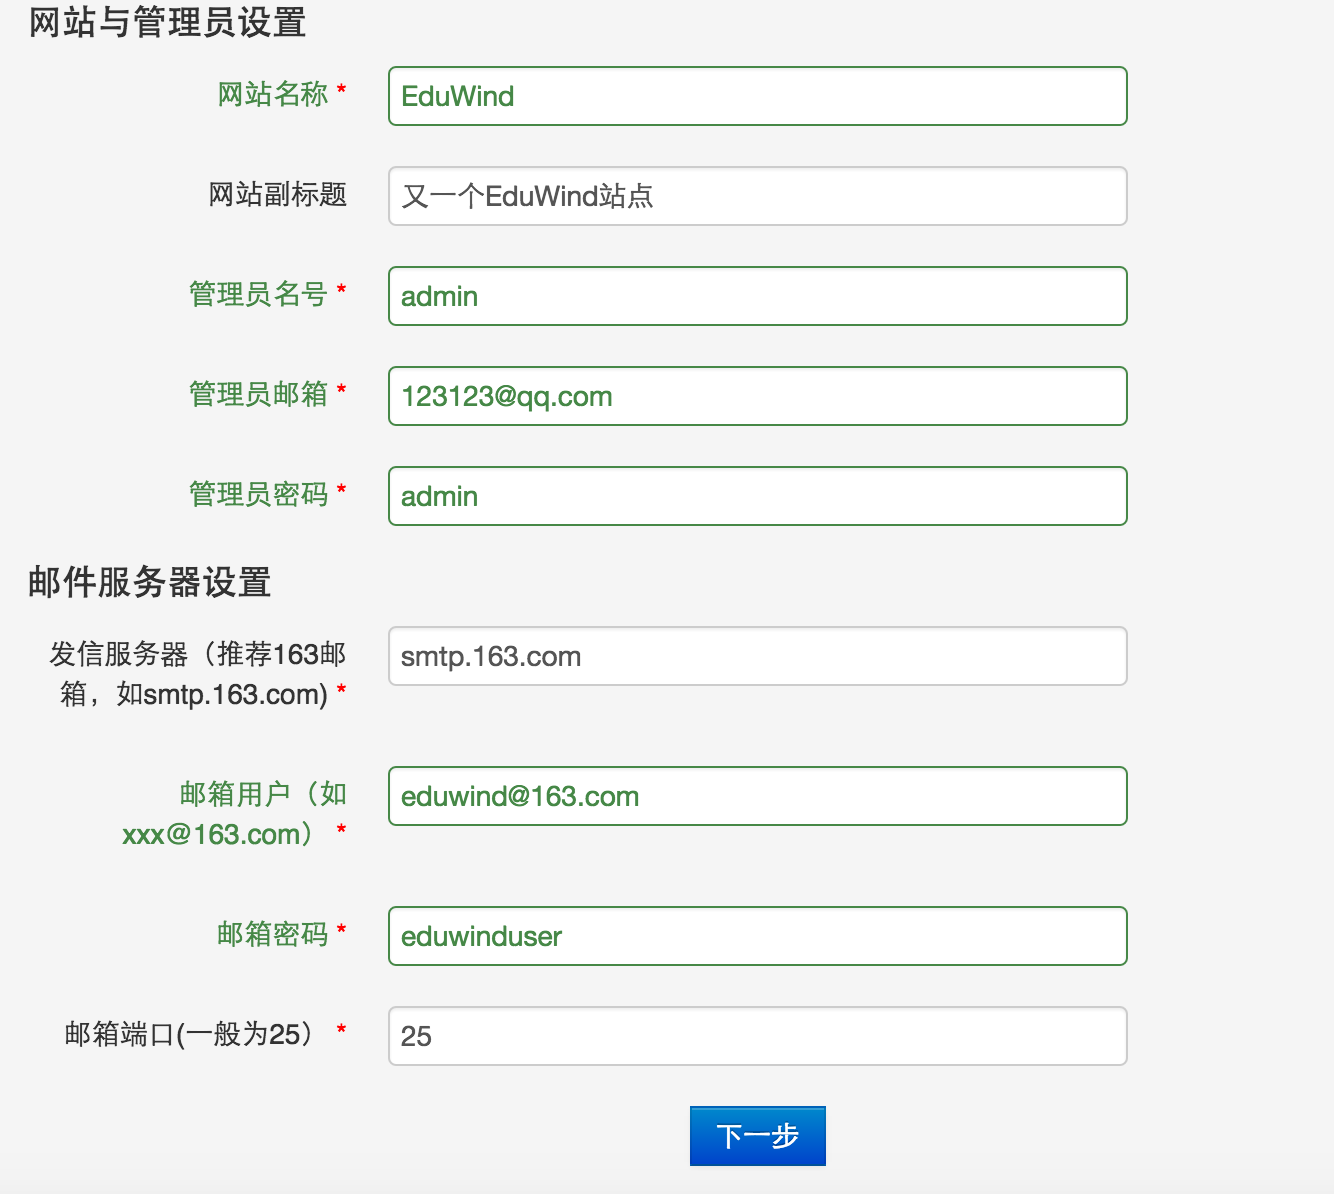 网站与管理员设置
网站名称 *
EduWind
网站副标题
又一个EduWind站点
管理员名号 *
admin
管理员邮箱 *
123123@qq.com
管理员密码 *
admin
邮件服务器设置
发信服务器（推荐163邮
箱，如smtp.163.com) *
smtp.163.com
邮箱用户（如
xxx@163.com） *
eduwind@163.com
邮箱密码 *
eduwinduser
邮箱端口(一般为25） *
25
下一步